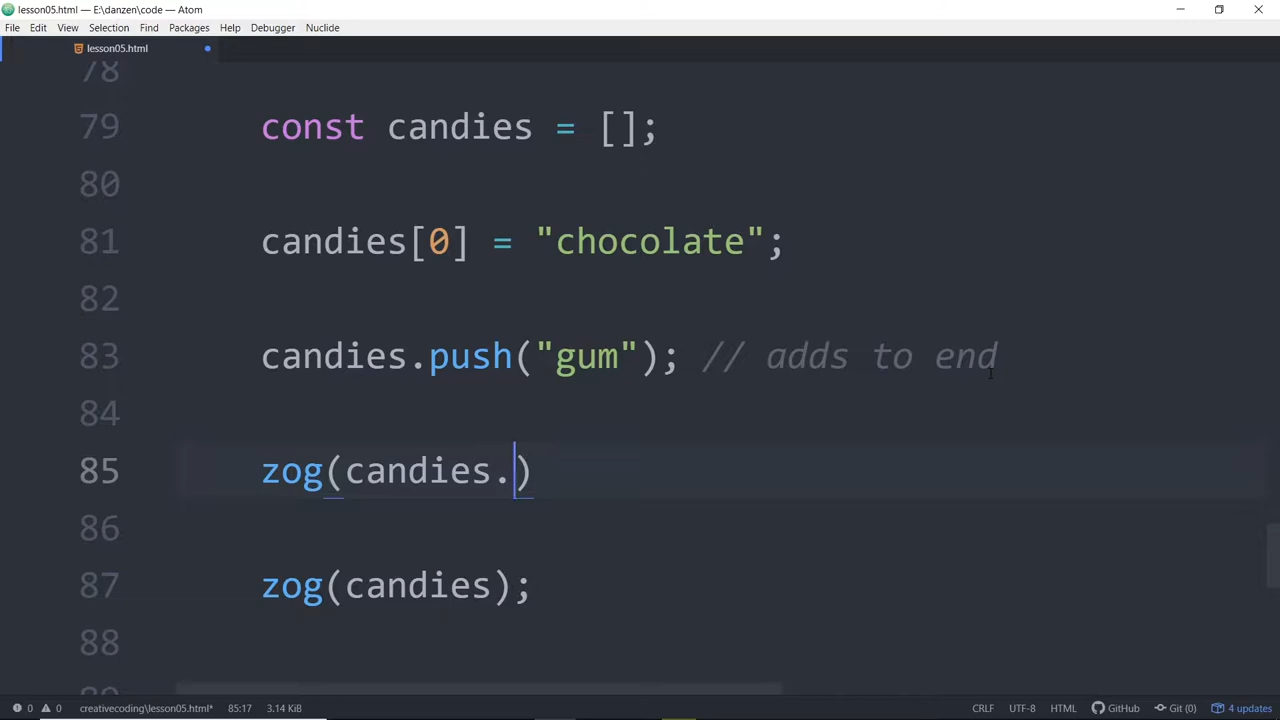 lesson05.html — E:\danzen\code — Atom
File Edit View Selection Find Packages Help Debugger Nuclide
lesson05.html
78
79 const candies = [];
80
81 candies[0] = "chocolate";
82
83 candies.push("gum"); // adds to end
84
85 zog(candies.)
86
87 zog(candies);
88
0 0 creativecoding\lesson05.html* 85:17 3.14 KiB CRLF UTF-8 HTML GitHub Git (0) 4 updates